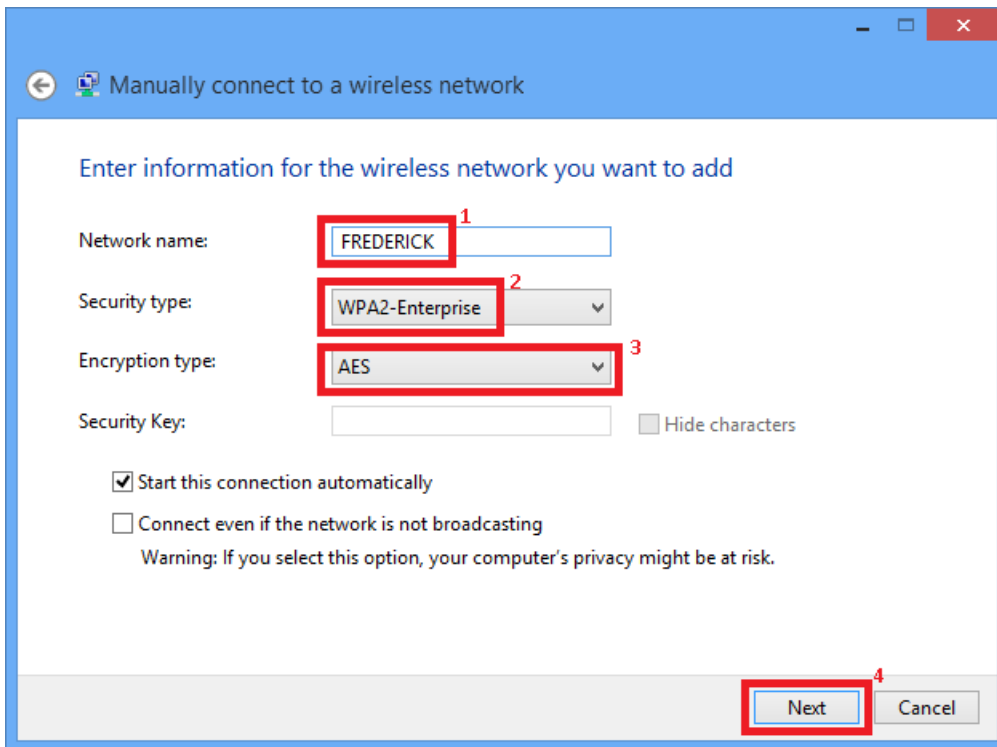 Manually connect to a wireless network
Enter information for the wireless network you want to add
Network name: FREDERICK 1
Security type: WPA2-Enterprise 2
Encryption type: AES 3
Security Key: Hide characters
Start this connection automatically
Connect even if the network is not broadcasting
Warning: If you select this option, your computer's privacy might be at risk.
Next 4 Cancel